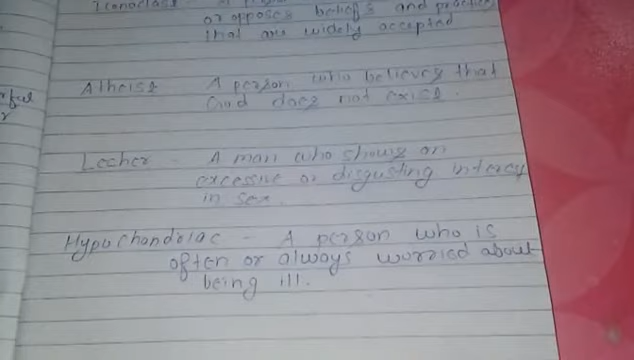 Iconoclast - A
or opposes beliefs and practices
that are widely accepted
Atheist A person who believes that
God does not exist.
Lecher - A man who shows an
excessive or disgusting interest
in sex.
Hypochondriac - A person who is
often or always worried about
being ill.